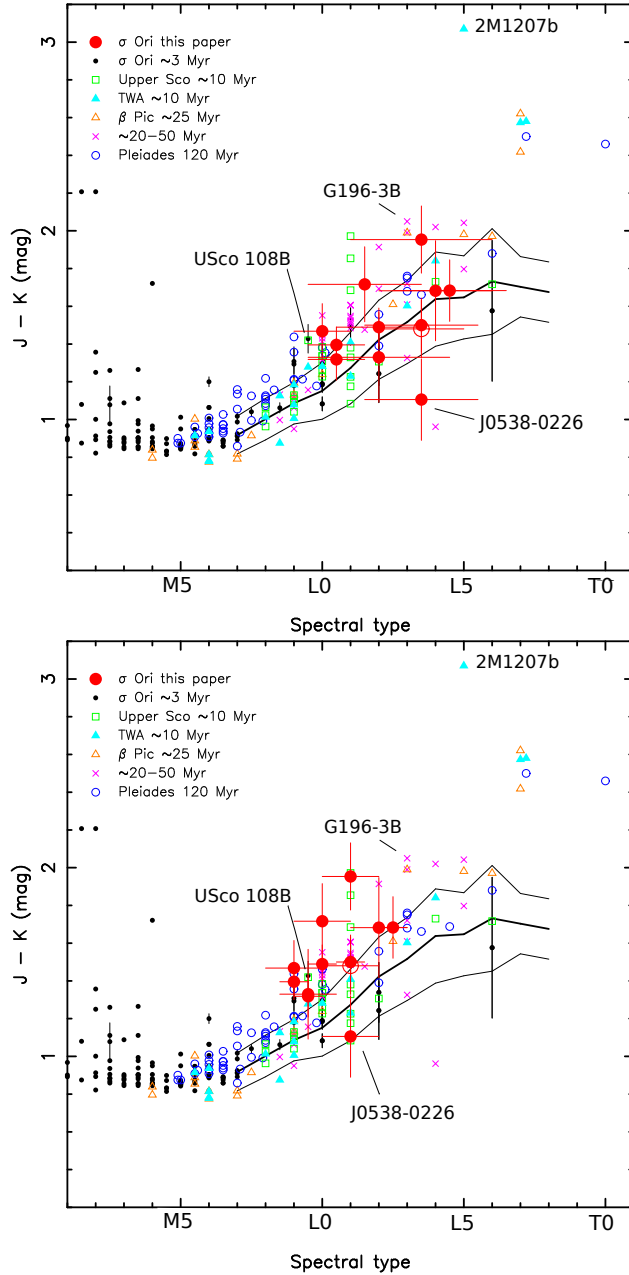 3
2M1207b
σ Ori this paper
σ Ori ~3 Myr
Upper Sco ~10 Myr
TWA ~10 Myr
β Pic ~25 Myr
~20−50 Myr
Pleiades 120 Myr
G196-3B
2
USco 108B
J − K (mag)
J0538-0226
1
M5
L0
L5
T0
Spectral type
3
2M1207b
σ Ori this paper
σ Ori ~3 Myr
Upper Sco ~10 Myr
TWA ~10 Myr
β Pic ~25 Myr
~20−50 Myr
Pleiades 120 Myr
G196-3B
2
USco 108B
J − K (mag)
1
J0538-0226
M5
L0
L5
T0
Spectral type